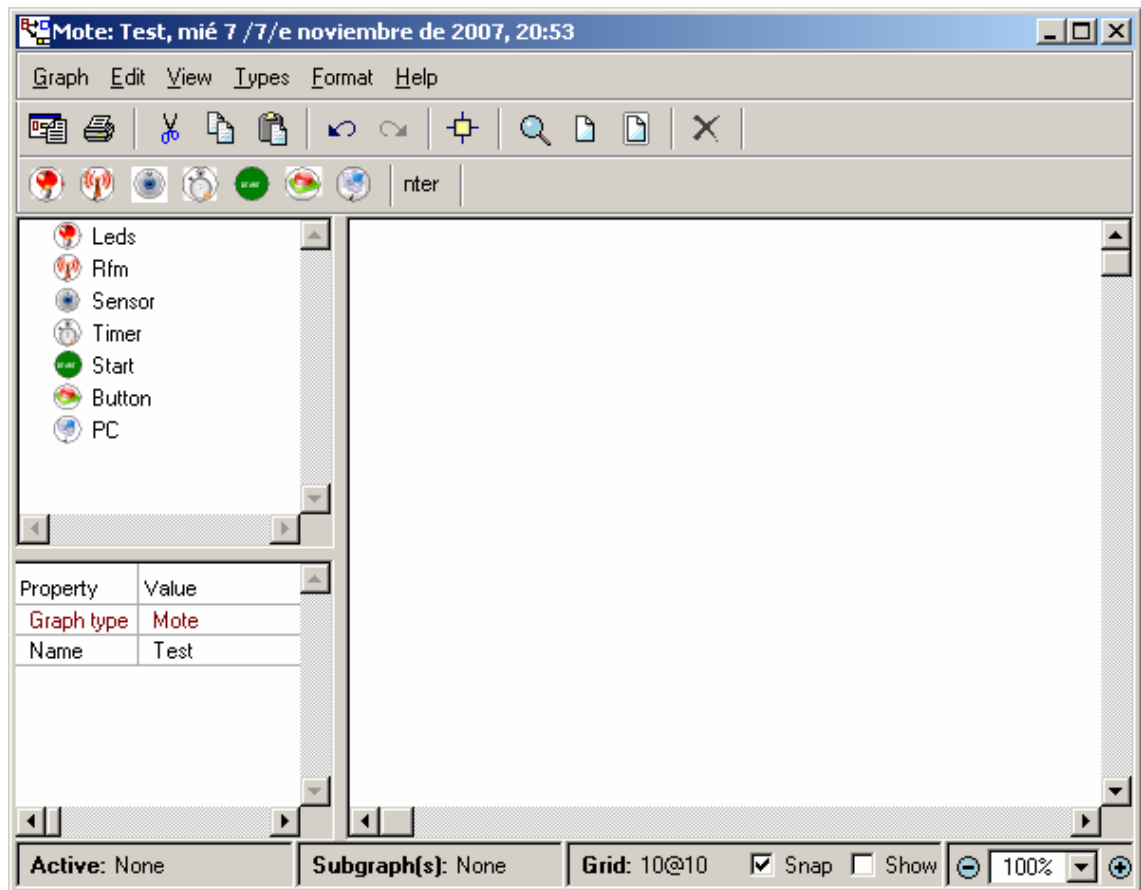 Mote: Test, mié 7 /7/e noviembre de 2007, 20:53
Graph Edit View Types Format Help
nter
Leds
Rfm
Sensor
Timer
Start
Button
PC
Property Value
Graph type Mote
Name Test
Active: None Subgraph(s): None Grid: 10@10 Snap Show 100%